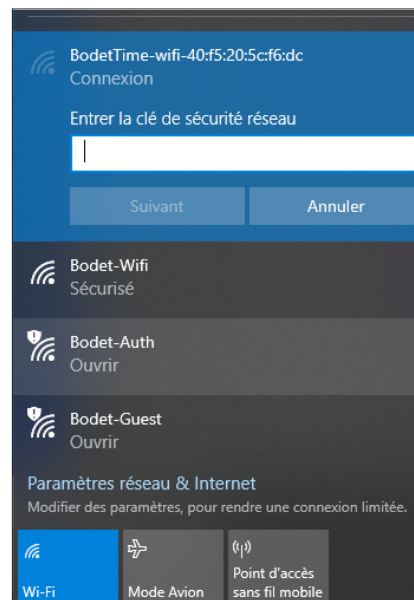 BodetTime-wifi-40:f5:20:5c:f6:dc
Connexion
Entrer la clé de sécurité réseau
Suivant
Annuler
Bodet-Wifi
Sécurisé
Bodet-Auth
Ouvrir
Bodet-Guest
Ouvrir
Paramètres réseau & Internet
Modifier des paramètres, pour rendre une connexion limitée.
Wi-Fi
Mode Avion
Point d'accès
sans fil mobile